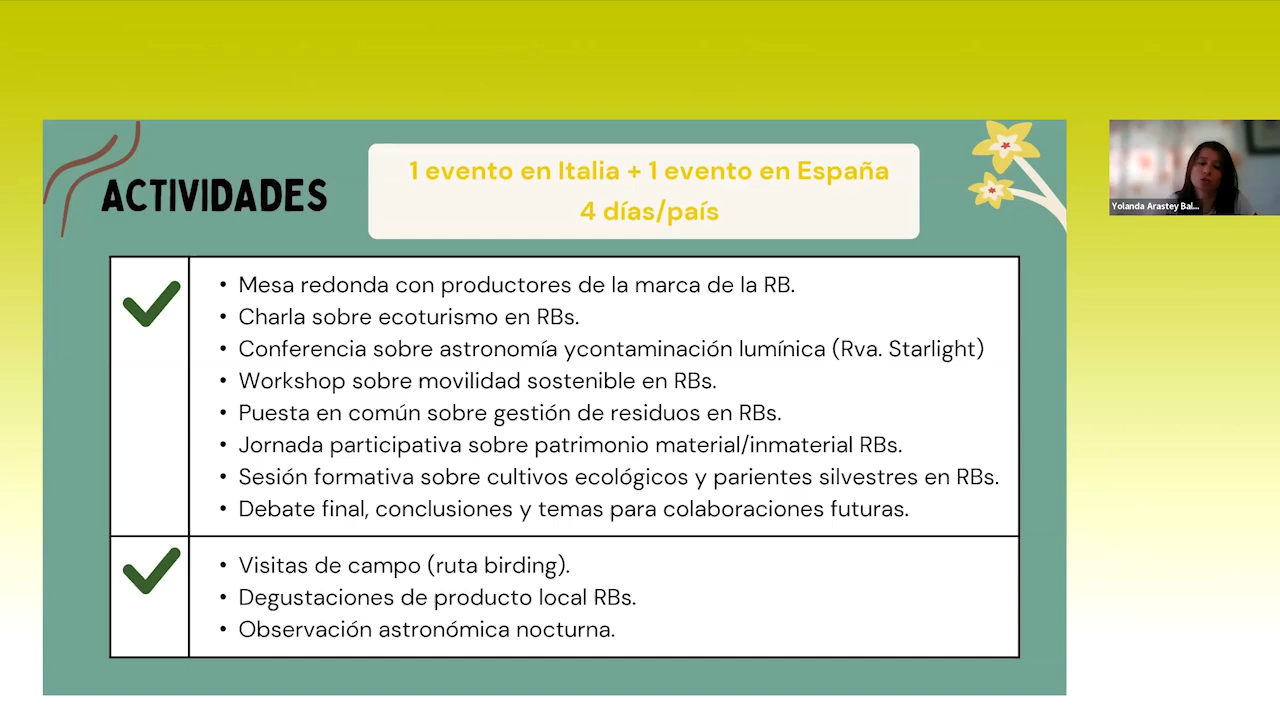 ACTIVIDADES
1 evento en Italia + 1 evento en España
4 días/país
• Mesa redonda con productores de la marca de la RB.
• Charla sobre ecoturismo en RBs.
• Conferencia sobre astronomía ycontaminación lumínica (Rva. Starlight)
• Workshop sobre movilidad sostenible en RBs.
• Puesta en común sobre gestión de residuos en RBs.
• Jornada participativa sobre patrimonio material/inmaterial RBs.
• Sesión formativa sobre cultivos ecológicos y parientes silvestres en RBs.
• Debate final, conclusiones y temas para colaboraciones futuras.
• Visitas de campo (ruta birding).
• Degustaciones de producto local RBs.
• Observación astronómica nocturna.
Yolanda Arastey Bal...